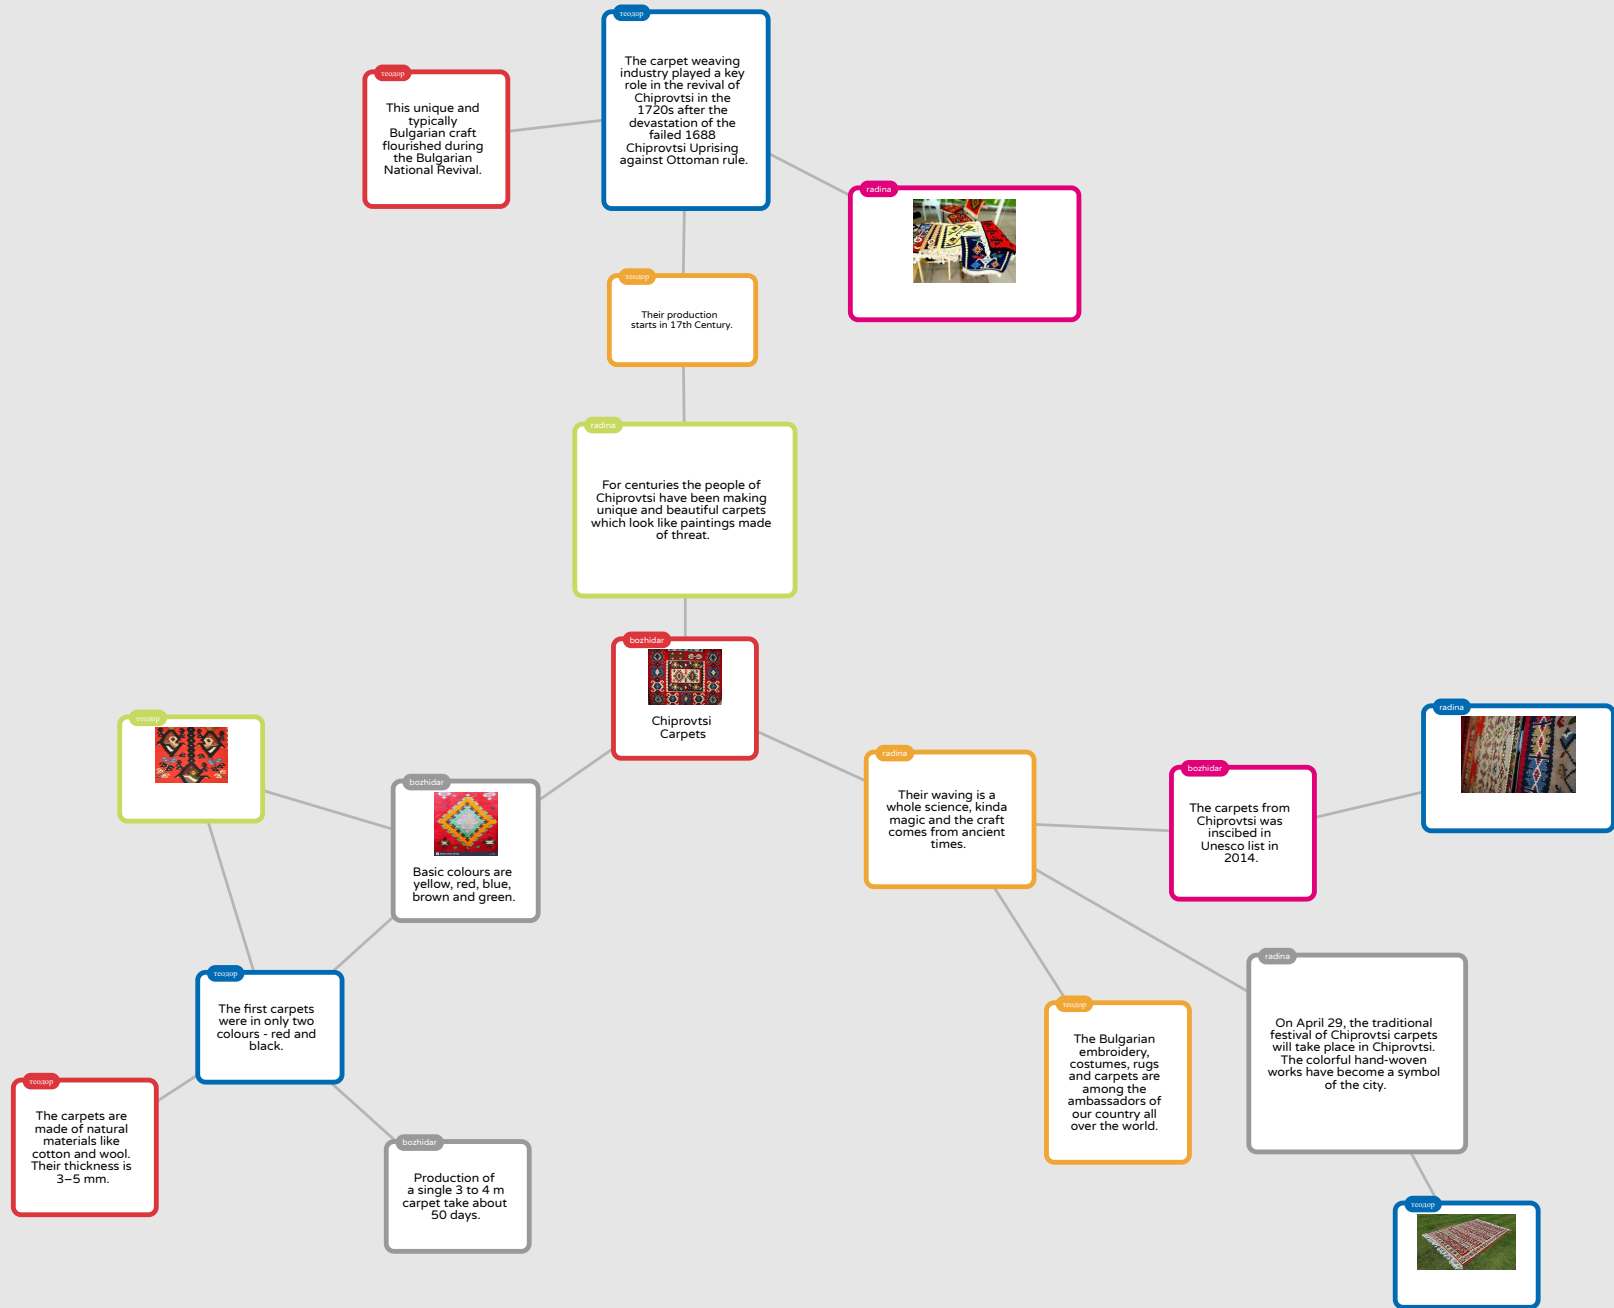 теодор
The carpet weaving
industry played a key
role in the revival of
Chiprovtsi in the
1720s after the
devastation of the
failed 1688
Chiprovtsi Uprising
against Ottoman rule.
теодор
This unique and
typically
Bulgarian craft
flourished during
the Bulgarian
National Revival.
radina
теодор
Their production
starts in 17th Century.
radina
For centuries the people of
Chiprovtsi have been making
unique and beautiful carpets
which look like paintings made
of threat.
bozhidar
Chiprovtsi
Carpets
теодор
bozhidar
Basic colours are
yellow, red, blue,
brown and green.
radina
Their waving is a
whole science, kinda
magic and the craft
comes from ancient
times.
bozhidar
The carpets from
Chiprovtsi was
inscibed in
Unesco list in
2014.
radina
теодор
The first carpets
were in only two
colours - red and
black.
теодор
The carpets are
made of natural
materials like
cotton and wool.
Their thickness is
3–5 mm.
bozhidar
Production of
a single 3 to 4 m
carpet take about
50 days.
теодор
The Bulgarian
embroidery,
costumes, rugs
and carpets are
among the
ambassadors of
our country all
over the world.
radina
On April 29, the traditional
festival of Chiprovtsi carpets
will take place in Chiprovtsi.
The colorful hand-woven
works have become a symbol
of the city.
теодор